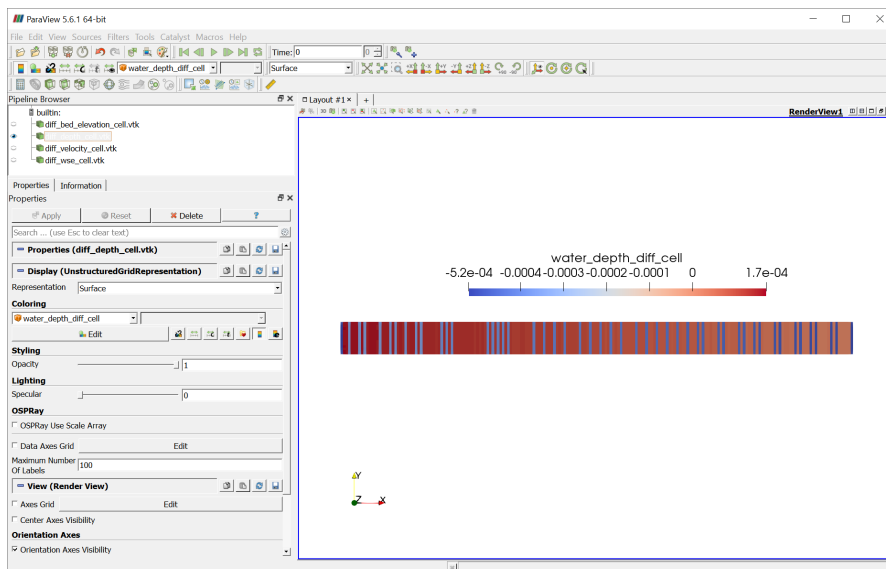 ParaView 5.6.1 64-bit
File Edit View Sources Filters Tools Catalyst Macros Help
Time: 0 0
water_depth_diff_cell Surface
Pipeline Browser
Layout #1
builtin:
RenderView1
diff_bed_elevation_cell.vtk
diff_velocity_cell.vtk
diff_wse_cell.vtk
Properties Information
Properties
Apply Reset Delete ?
Search ... (use Esc to clear text)
Properties (diff_depth_cell.vtk)
Display (UnstructuredGridRepresentation)
Representation Surface
Coloring
water_depth_diff_cell
Edit
Styling
Opacity 1
Lighting
Specular 0
OSPRay
OSPRay Use Scale Array
Data Axes Grid Edit
Maximum Number Of Labels 100
View (Render View)
Axes Grid Edit
Center Axes Visibility
Orientation Axes
Orientation Axes Visibility
water_depth_diff_cell
-5.2e-04 -0.0004 -0.0003 -0.0002 -0.0001 0 1.7e-04
Y
Z X